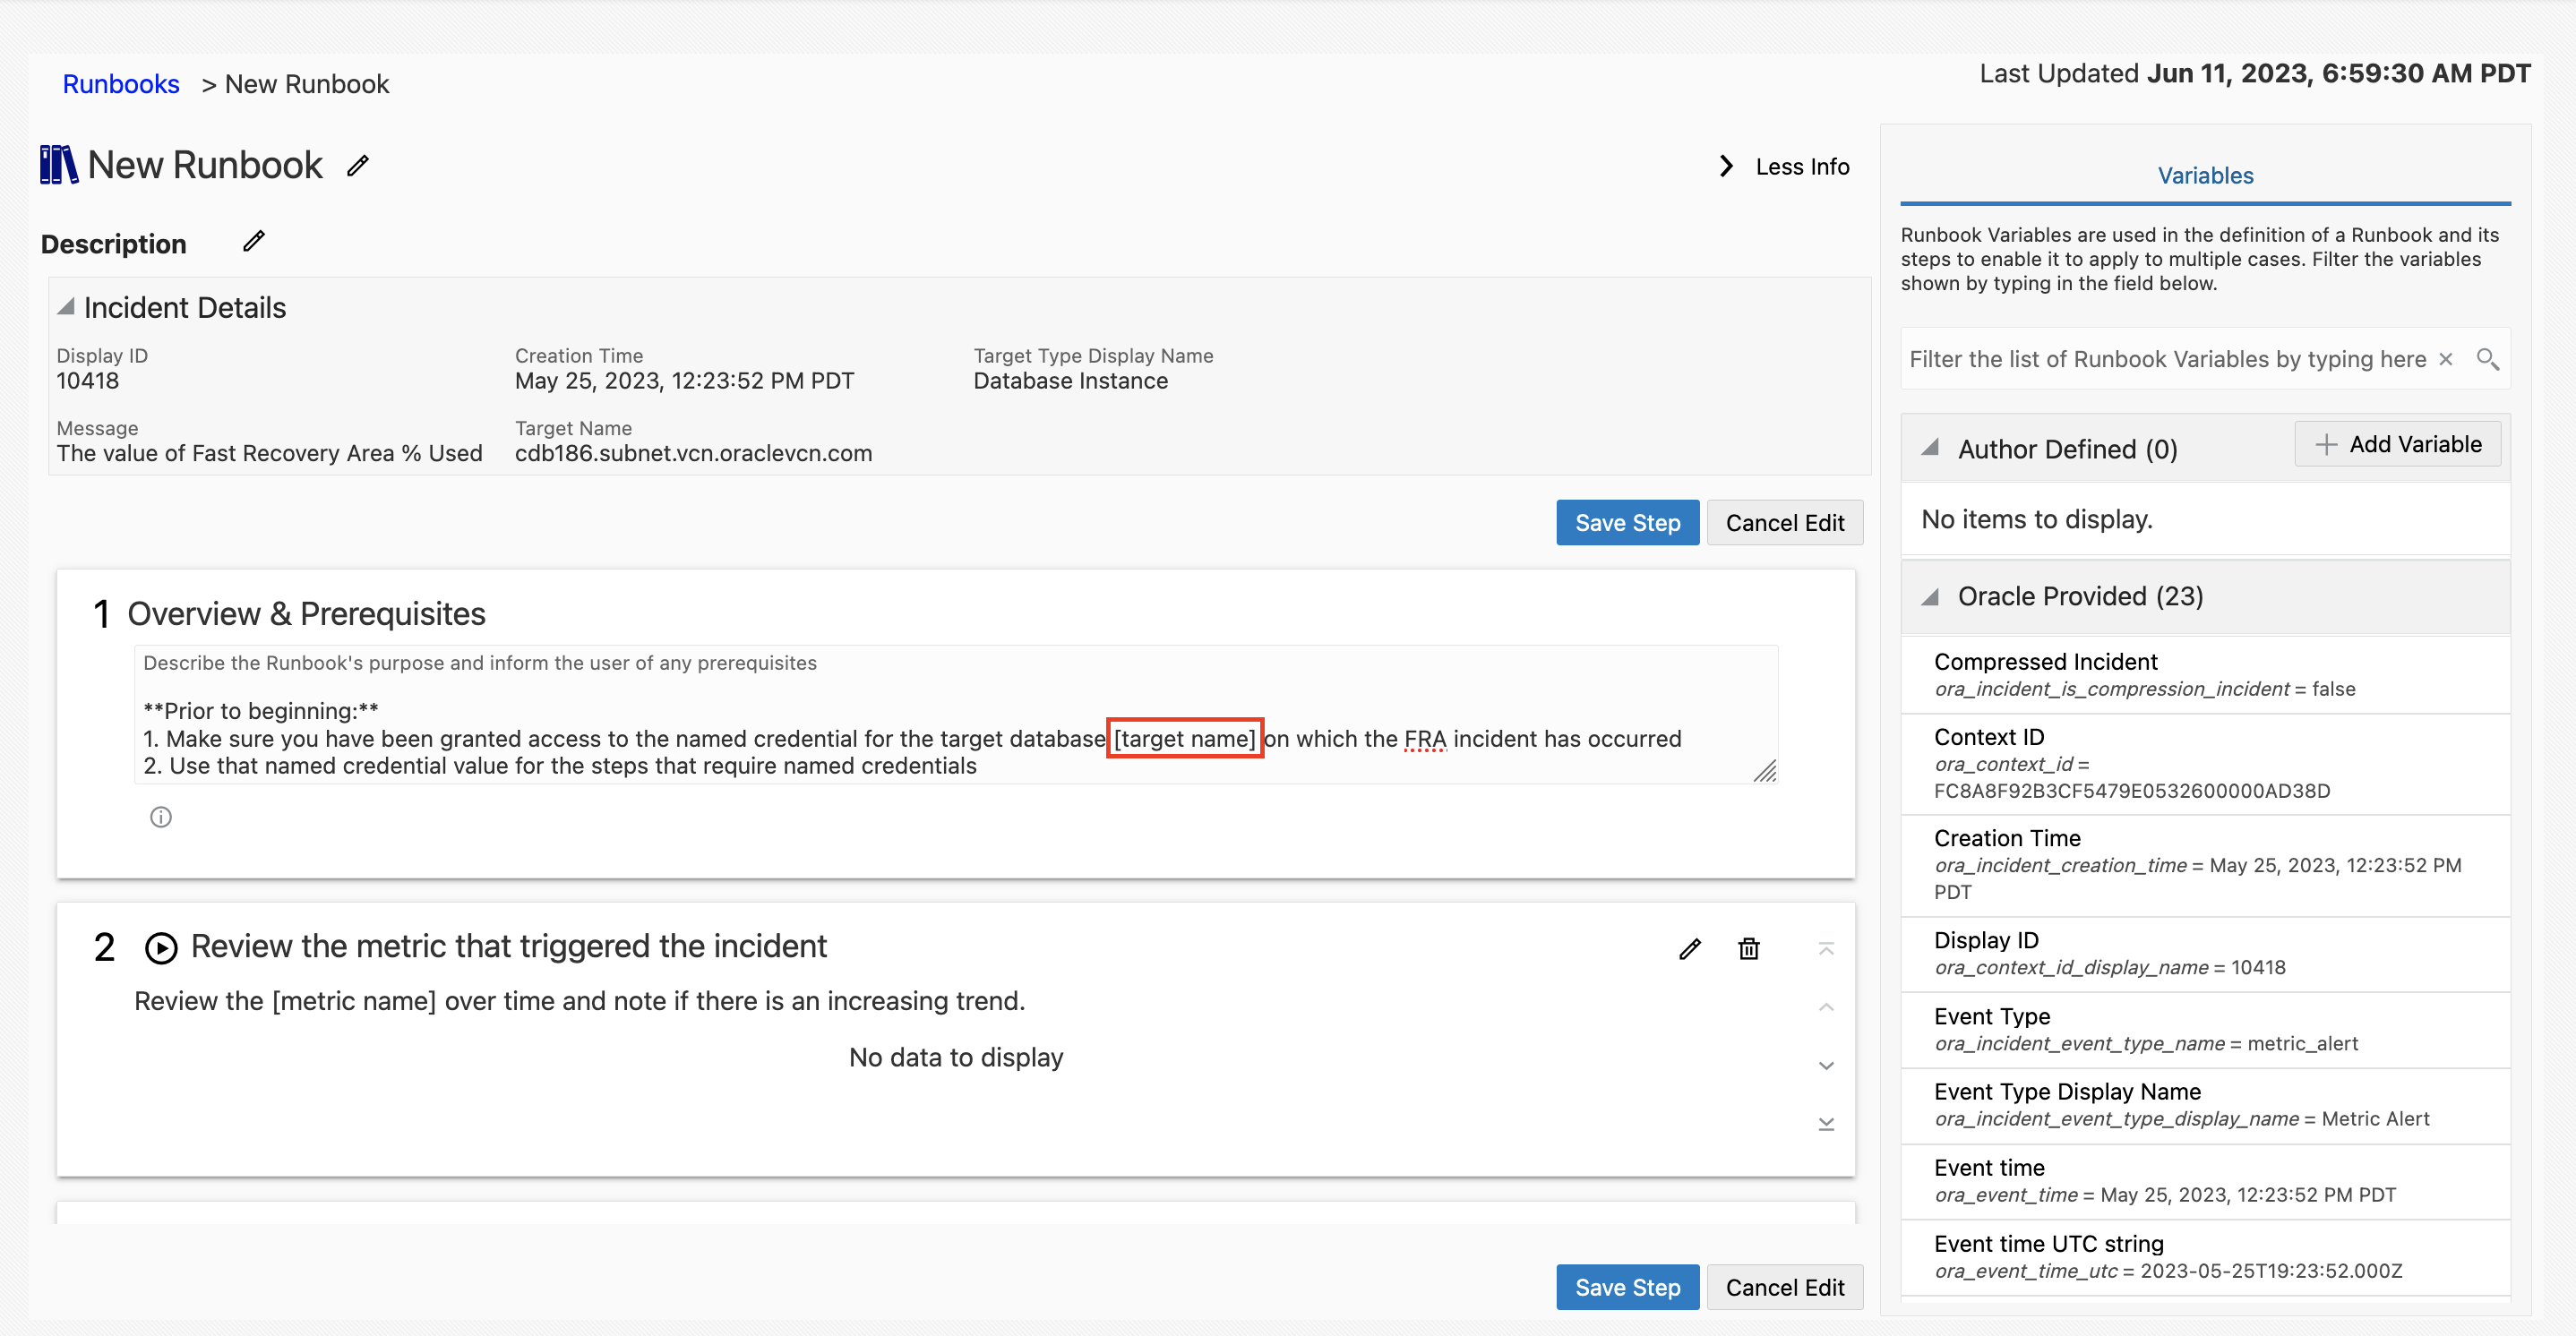 Runbooks > New Runbook
Last Updated Jun 11, 2023, 6:59:30 AM PDT
New Runbook
Less Info
Description
Incident Details
Display ID
10418
Creation Time
May 25, 2023, 12:23:52 PM PDT
Target Type Display Name
Database Instance
Message
The value of Fast Recovery Area % Used
Target Name
cdb186.subnet.vcn.oraclevcn.com
Save Step
Cancel Edit
1 Overview & Prerequisites
Describe the Runbook's purpose and inform the user of any prerequisites
**Prior to beginning:**
1. Make sure you have been granted access to the named credential for the target database [target name] on which the FRA incident has occurred
2. Use that named credential value for the steps that require named credentials
2 Review the metric that triggered the incident
Review the [metric name] over time and note if there is an increasing trend.
No data to display
Save Step
Cancel Edit
Variables
Runbook Variables are used in the definition of a Runbook and its
steps to enable it to apply to multiple cases. Filter the variables
shown by typing in the field below.
Filter the list of Runbook Variables by typing here
Author Defined (0)
Add Variable
No items to display.
Oracle Provided (23)
Compressed Incident
ora_incident_is_compression_incident = false
Context ID
ora_context_id =
FC8A8F92B3CF5479E0532600000AD38D
Creation Time
ora_incident_creation_time = May 25, 2023, 12:23:52 PM
PDT
Display ID
ora_context_id_display_name = 10418
Event Type
ora_incident_event_type_name = metric_alert
Event Type Display Name
ora_incident_event_type_display_name = Metric Alert
Event time
ora_event_time = May 25, 2023, 12:23:52 PM PDT
Event time UTC string
ora_event_time_utc = 2023-05-25T19:23:52.000Z